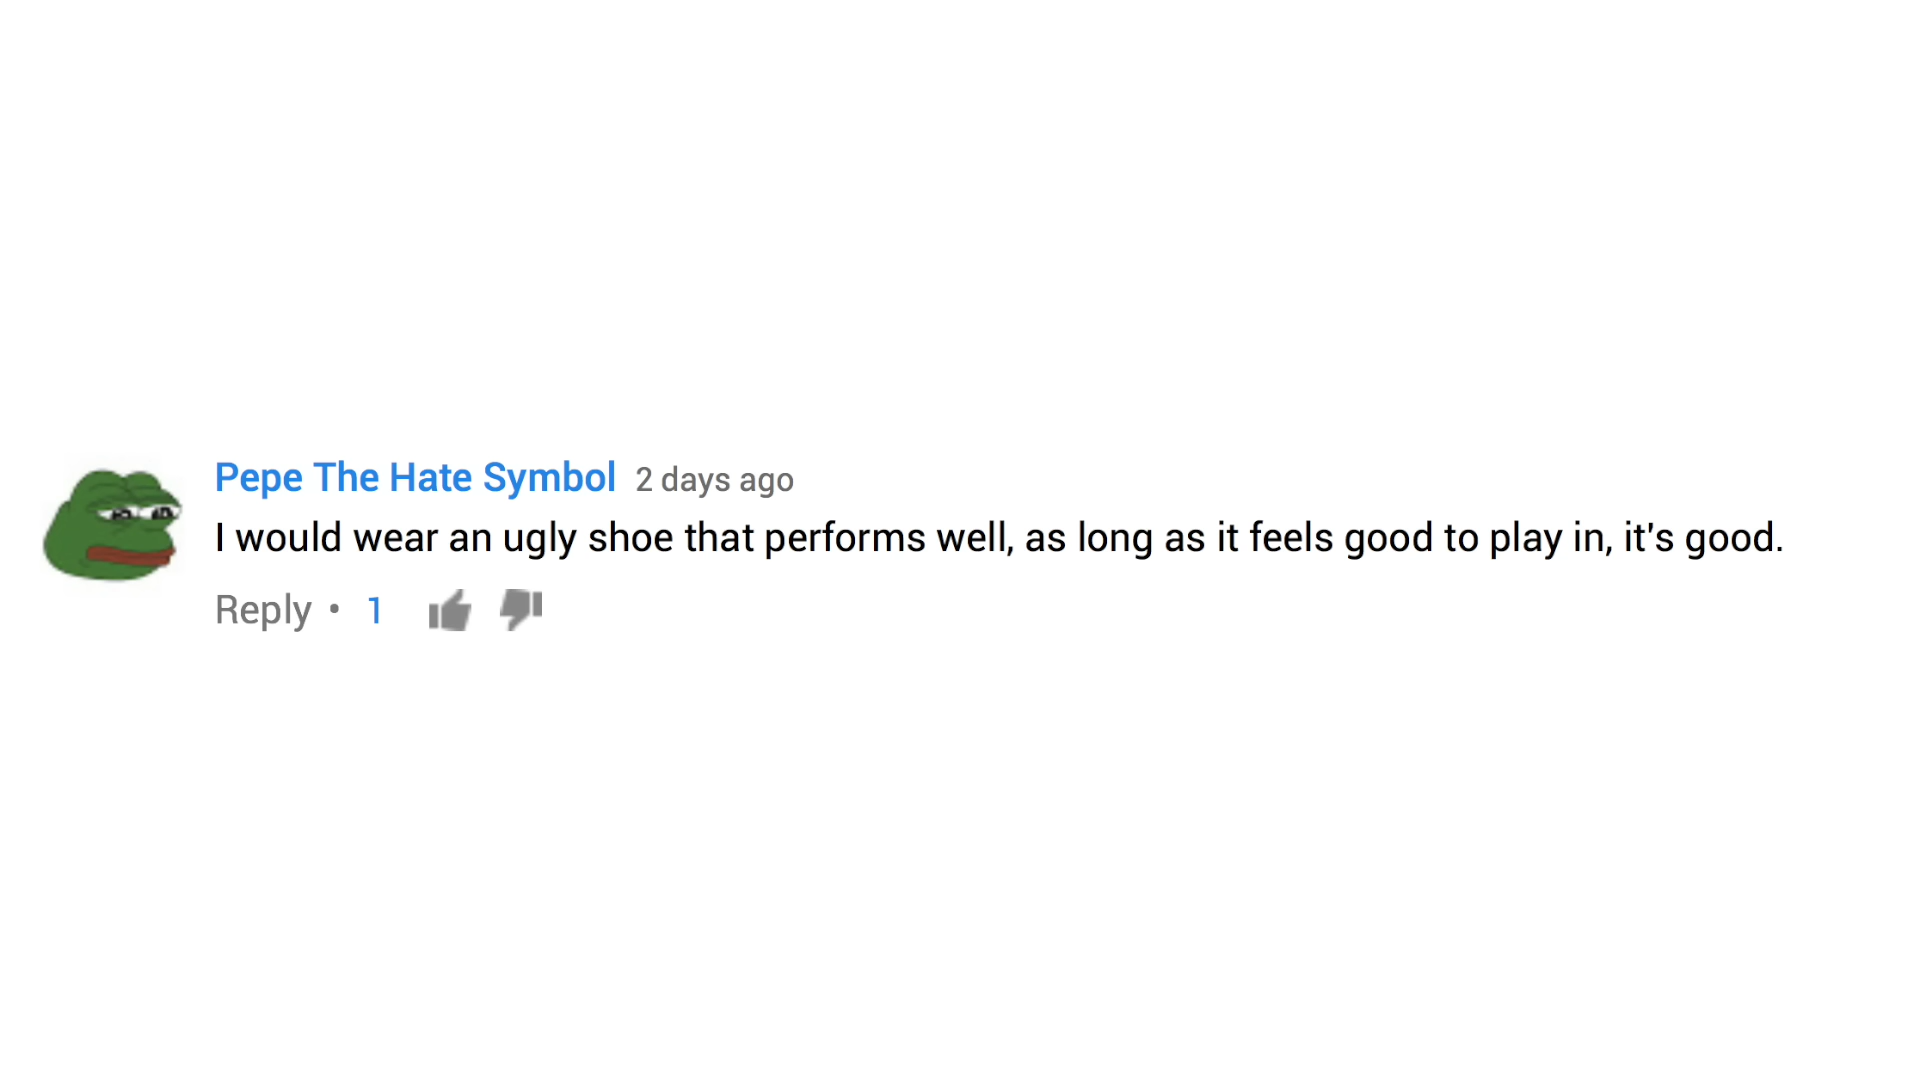 Pepe The Hate Symbol 2 days ago
I would wear an ugly shoe that performs well, as long as it feels good to play in, it's good.
Reply • 1